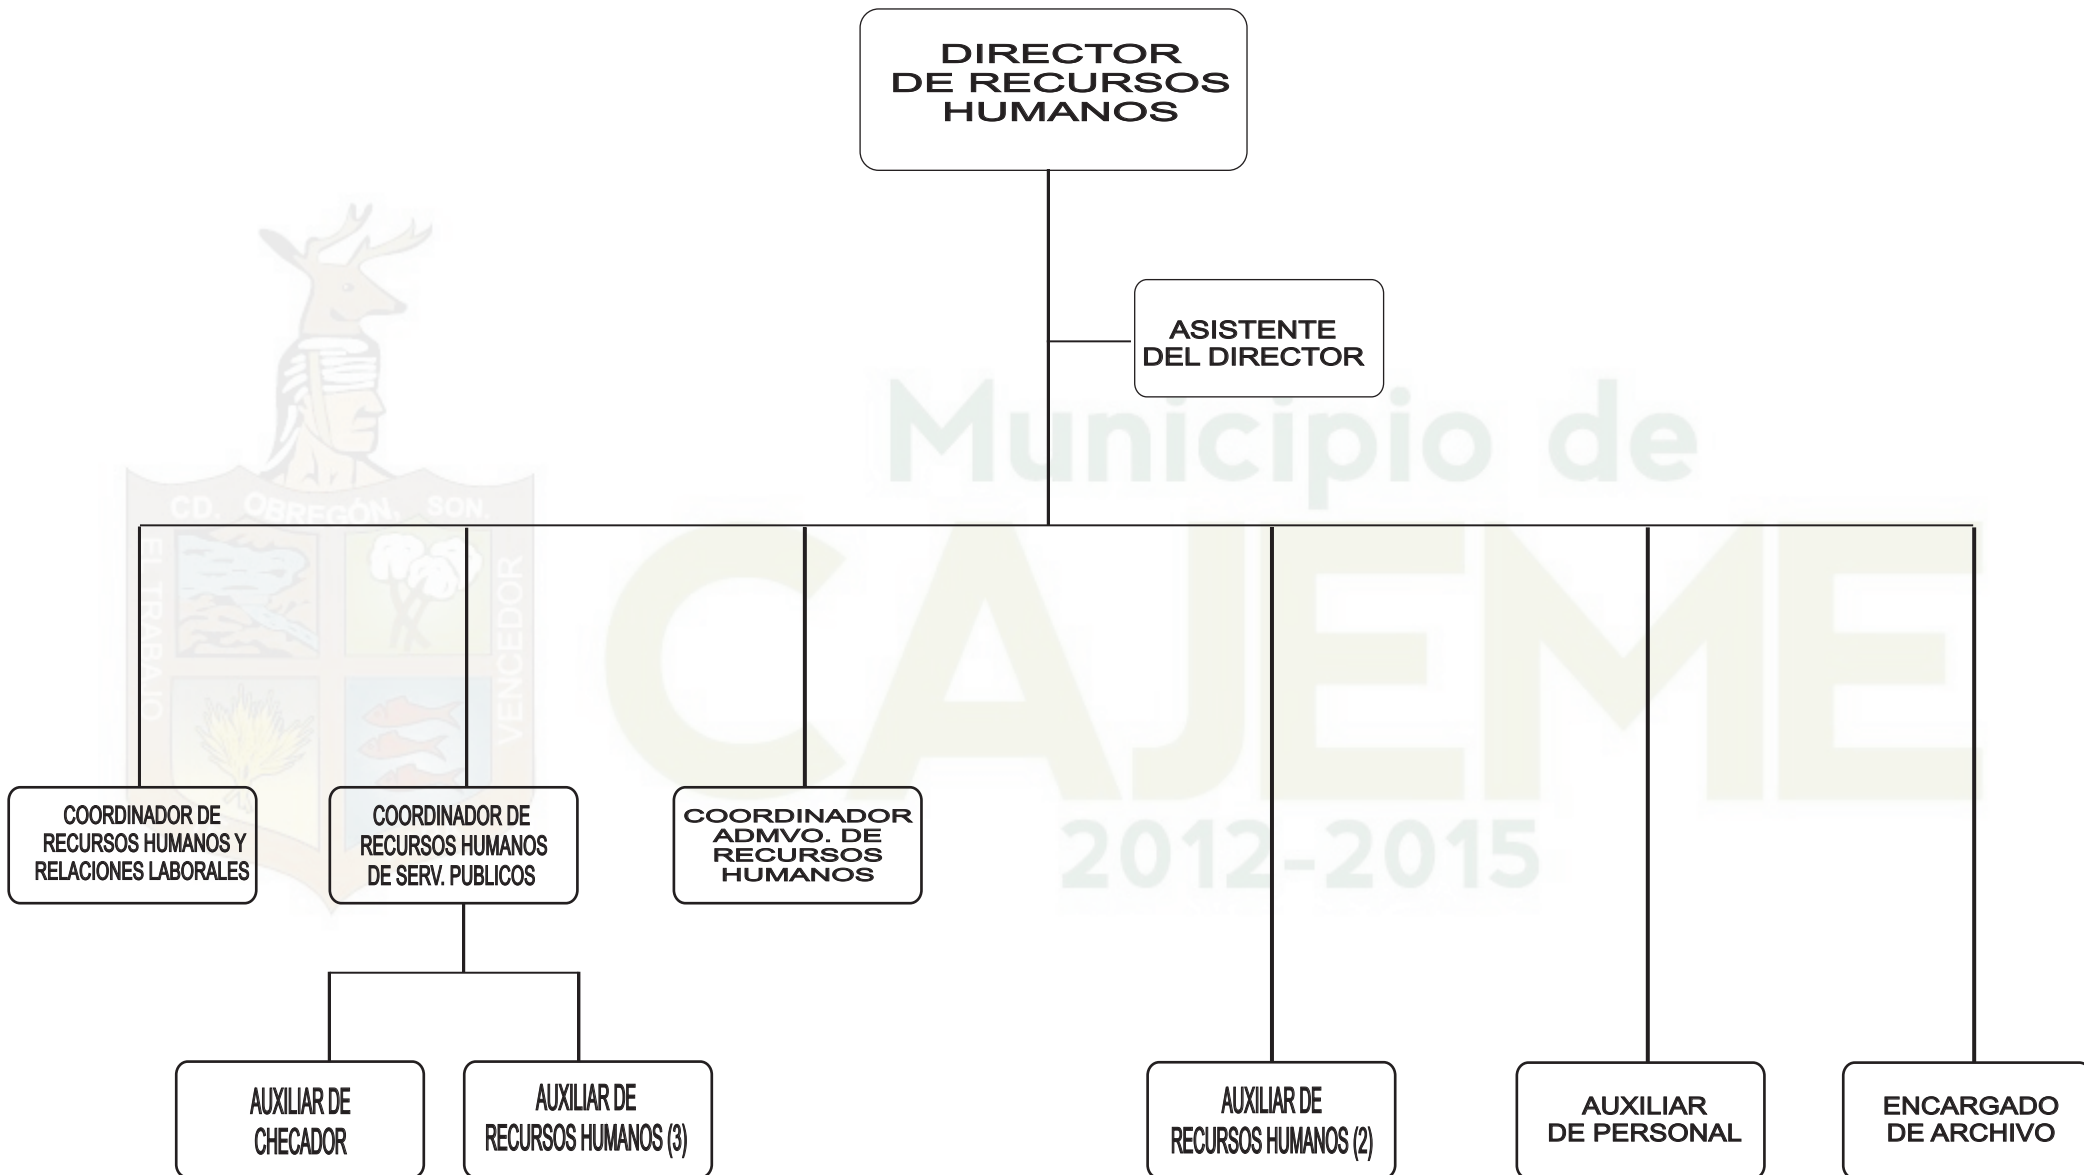 DIRECTOR
DE RECURSOS
HUMANOS
ASISTENTE
DEL DIRECTOR
Municipio de
CAJEME
2012-2015
CD. OBREGÓN, SON.
EL TRABAJO
VENCEDOR
COORDINADOR DE
RECURSOS HUMANOS Y
RELACIONES LABORALES
COORDINADOR DE
RECURSOS HUMANOS
DE SERV. PUBLICOS
COORDINADOR
ADMVO. DE
RECURSOS
HUMANOS
AUXILIAR DE
CHECADOR
AUXILIAR DE
RECURSOS HUMANOS (3)
AUXILIAR DE
RECURSOS HUMANOS (2)
AUXILIAR
DE PERSONAL
ENCARGADO
DE ARCHIVO